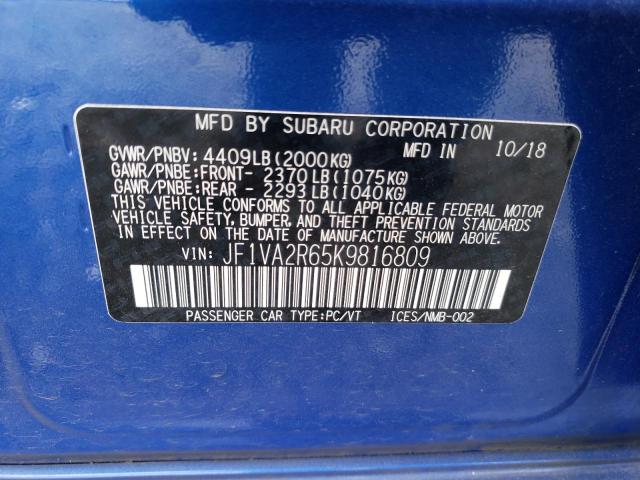 MFD BY SUBARU CORPORATION
GVWR/PNBV: 4409LB(2000KG) MFD IN 10/18
GAWR/PNBE:FRONT- 2370LB(1075KG)
GAWR/PNBE:REAR - 2293LB(1040KG)
THIS VEHICLE CONFORMS TO ALL APPLICABLE FEDERAL MOTOR
VEHICLE SAFETY, BUMPER, AND THEFT PREVENTION STANDARDS
IN EFFECT ON THE DATE OF MANUFACTURE SHOWN ABOVE.
VIN: JF1VA2R65K9816809
PASSENGER CAR TYPE:PC/VT ICES/NMB-002